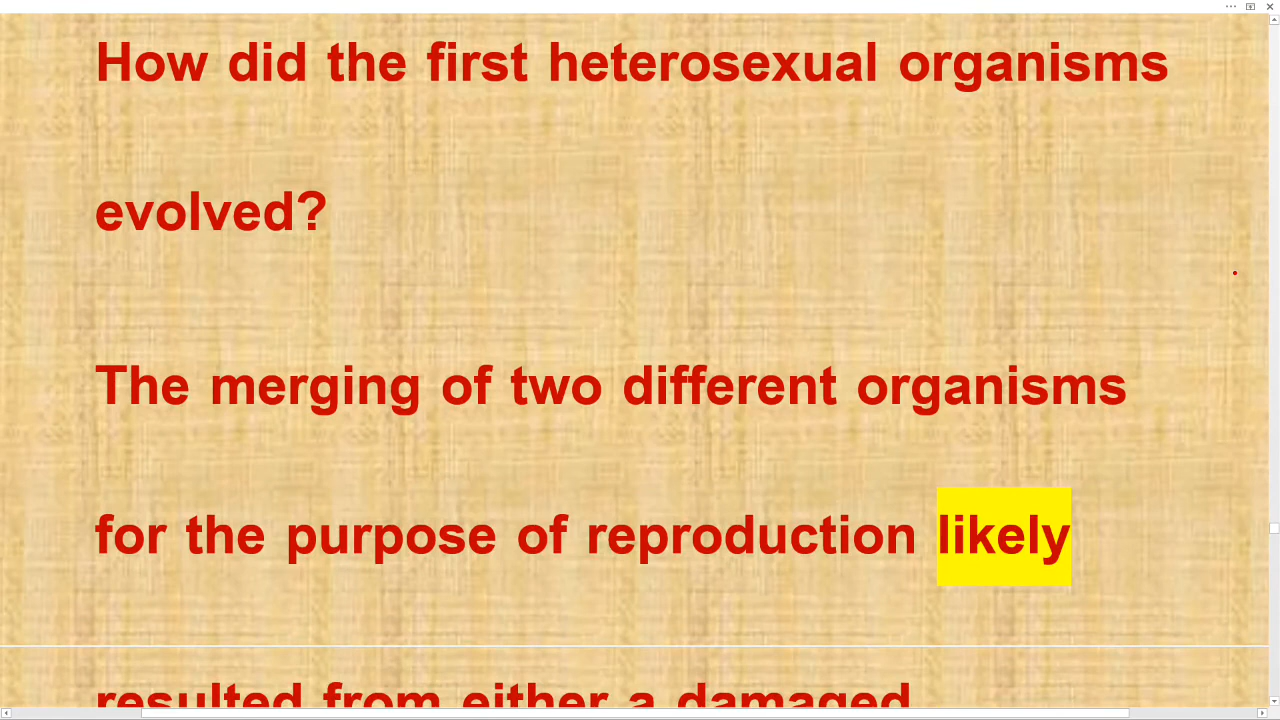 How did the first heterosexual organisms
evolved?
The merging of two different organisms
for the purpose of reproduction likely
resulted from either a damaged